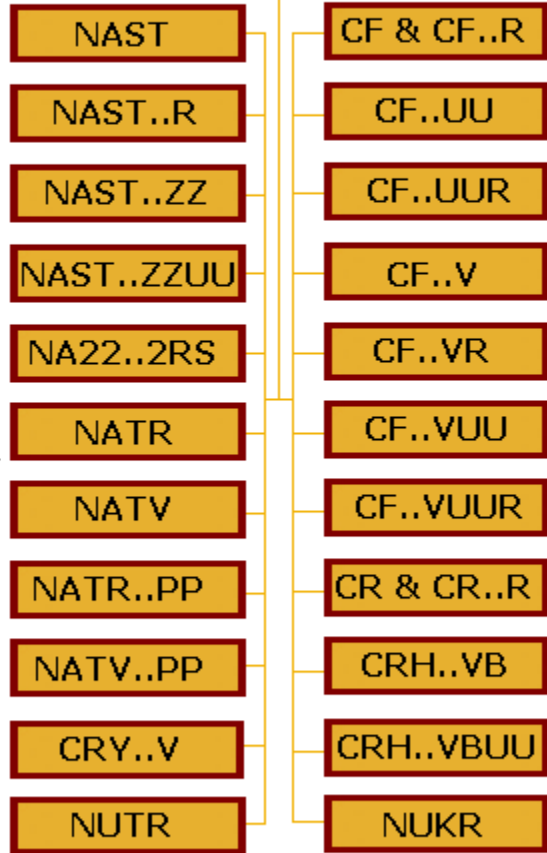 NAST
NAST..R
NAST..ZZ
NAST..ZZUU
NA22..2RS
NATR
NATV
NATR..PP
NATV..PP
CRY..V
NUTR
CF & CF..R
CF..UU
CF..UUR
CF..V
CF..VR
CF..VUU
CF..VUUR
CR & CR..R
CRH..VB
CRH..VBUU
NUKR